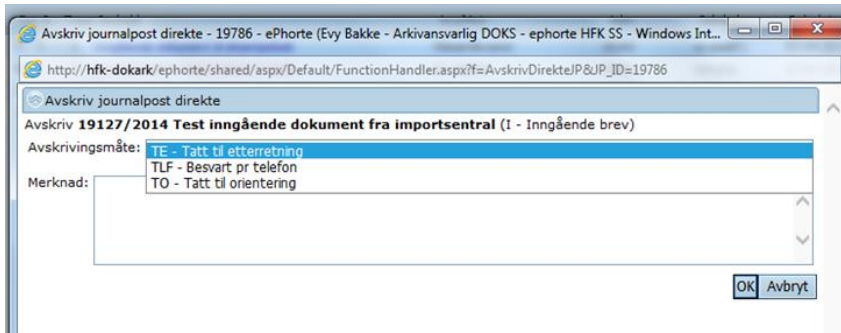 Avskriv journalpost direkte - 19786 - ePhorte (Evy Bakke - Arkivansvarlig DOKS - ephorte HFK SS - Windows Int...
http://hfk-dokark/ephorte/shared/aspx/Default/FunctionHandler.aspx?f=AvskrivDirekteJP&JP_ID=19786
Avskriv journalpost direkte
Avskriv 19127/2014 Test inngående dokument fra importsentral (I - Inngående brev)
Avskrivingsmåte: TE - Tatt til etterretning
TLF - Besvart pr telefon
TO - Tatt til orientering
Merknad:
OK Avbryt